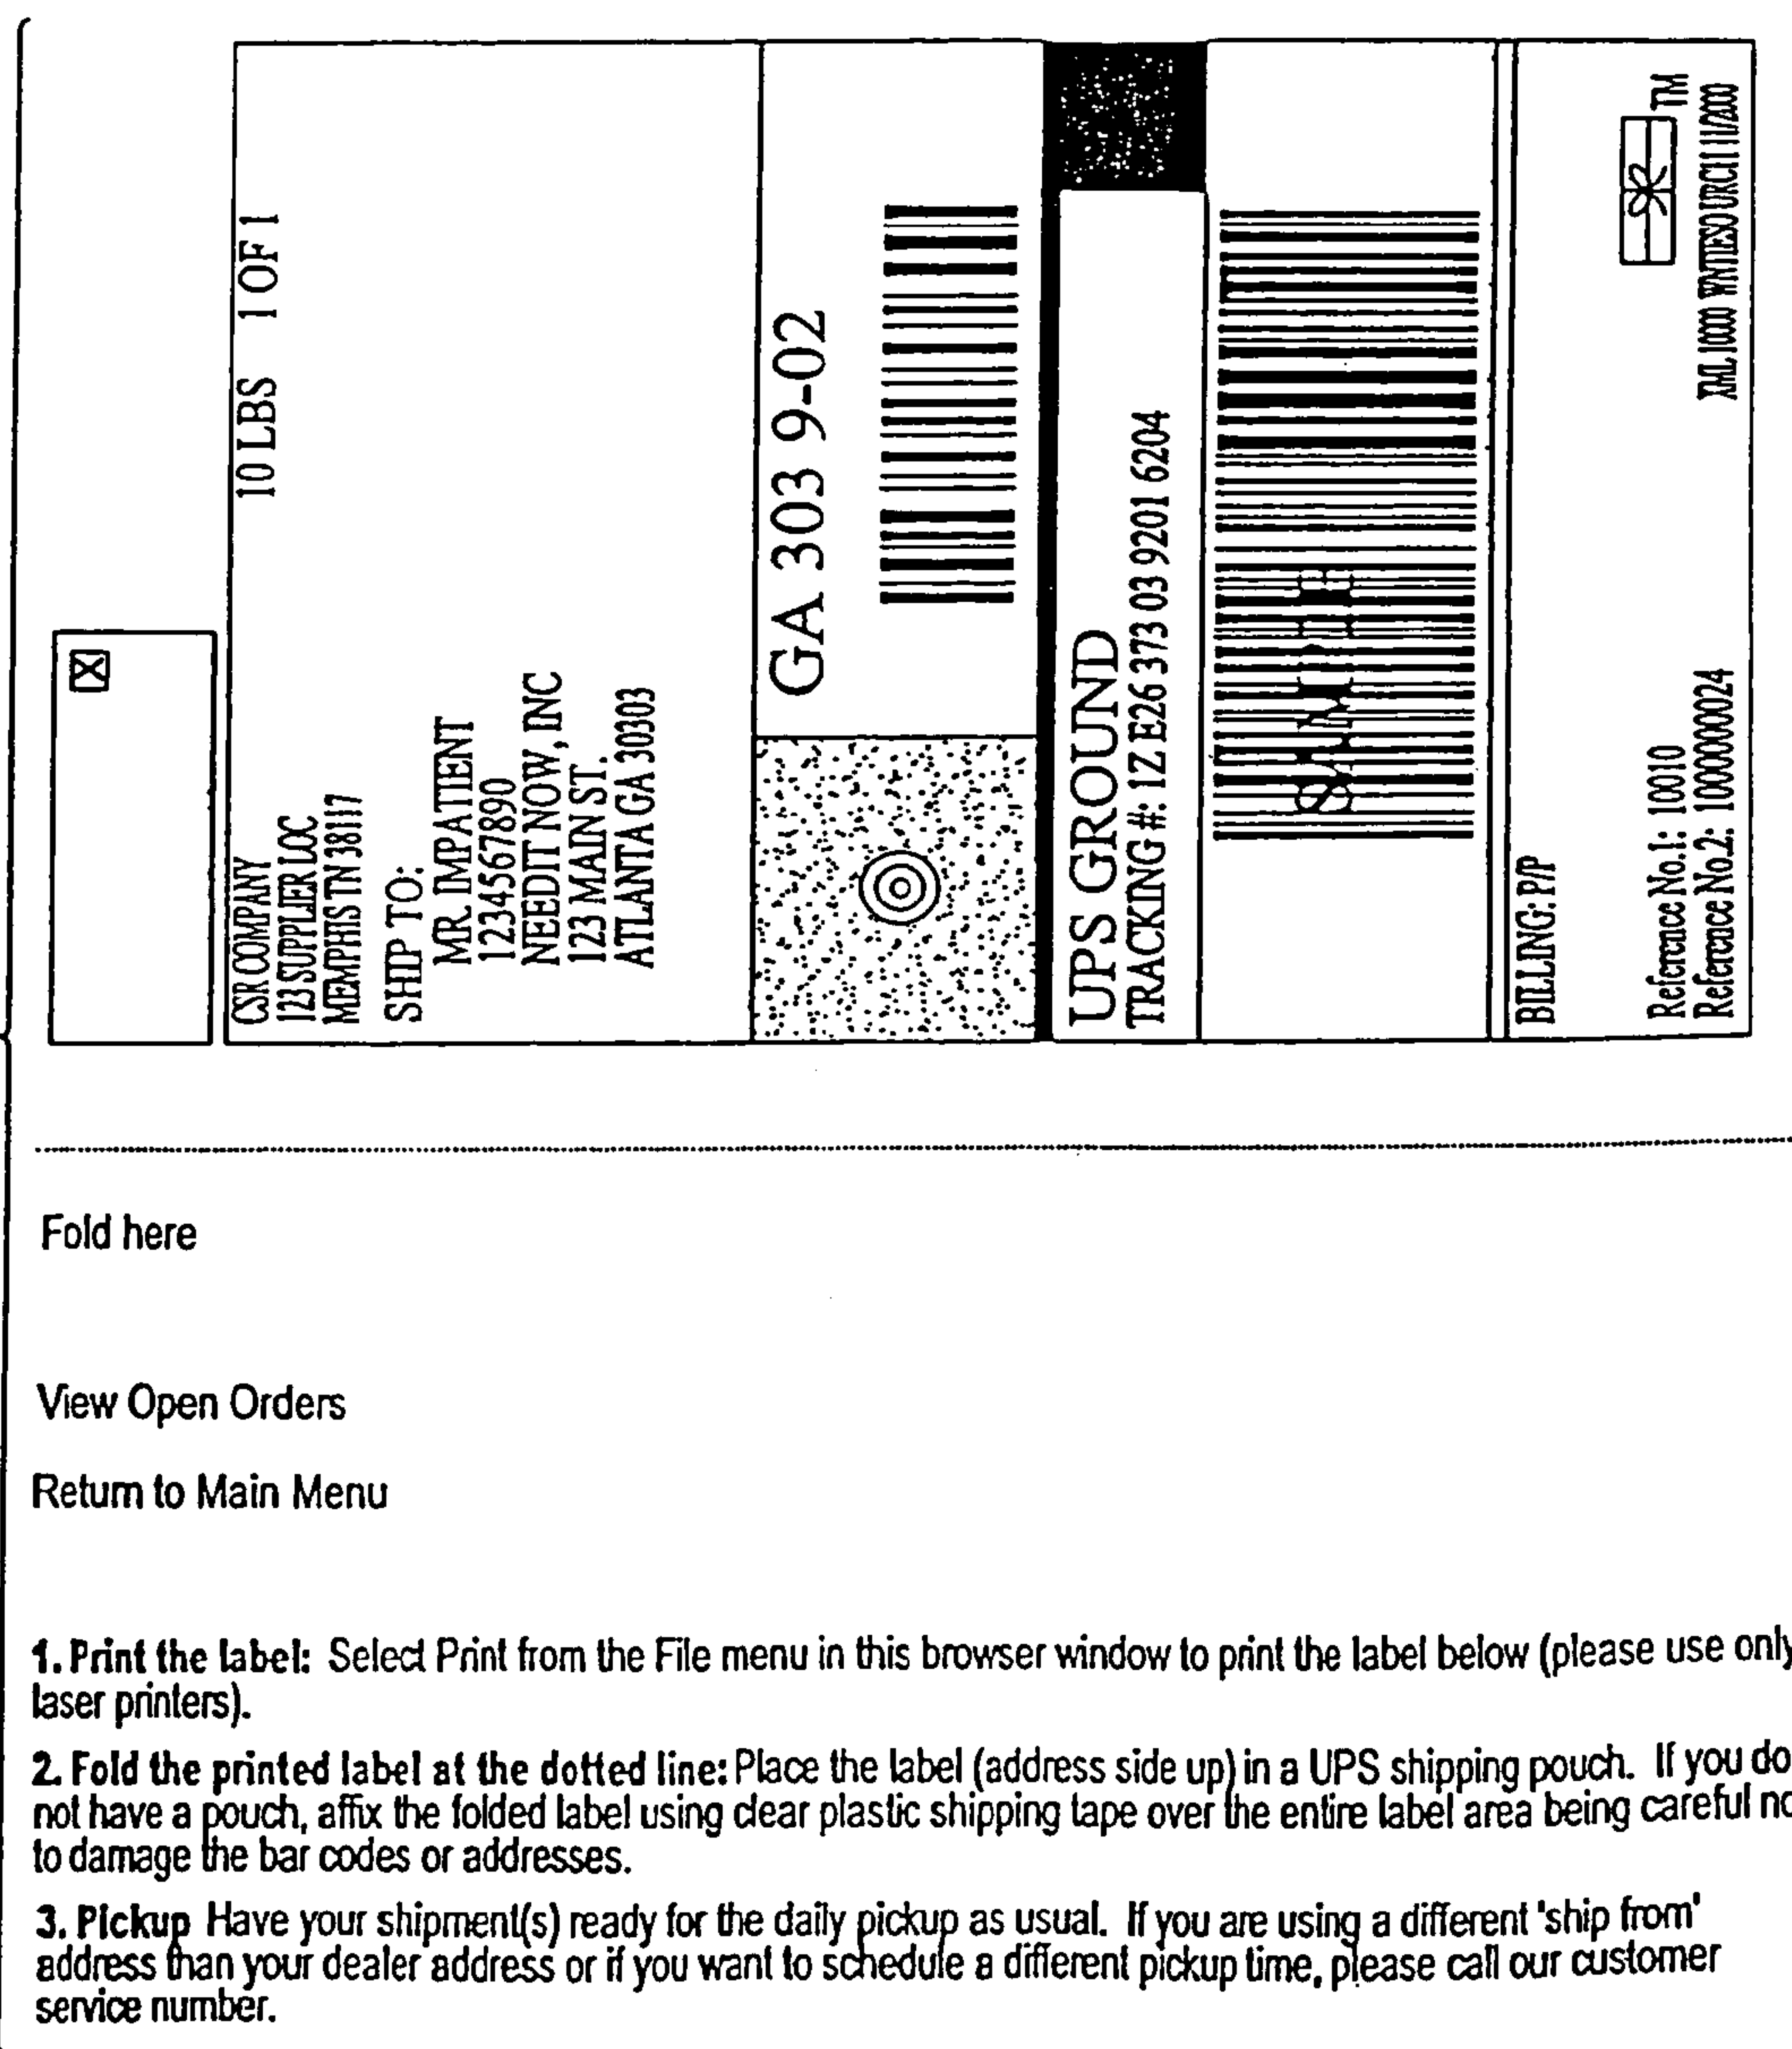 10 LBS 1 OF 1
CSR COMPANY
123 SUPPLIER LOC
MEMPHIS TN 38117
SHIP TO:
MR. IMPATIENT
1234567890
NEEDIT NOW, INC
123 MAIN ST.
ATLANTA GA 30303
GA 303 9-02
UPS GROUND
TRACKING #: 1Z E26 373 03 9201 6204
SAMPLE
BILLING: P/P
Reference No.1: 10010
Reference No.2: 1000000024
TM
XML 1000 WNTIESO URCH 11/2000
Fold here
View Open Orders
Return to Main Menu
1. Print the label: Select Print from the File menu in this browser window to print the label below (please use only
laser printers).
2. Fold the printed label at the dotted line: Place the label (address side up) in a UPS shipping pouch. If you do
not have a pouch, affix the folded label using clear plastic shipping tape over the entire label area being careful no
to damage the bar codes or addresses.
3. Pickup Have your shipment(s) ready for the daily pickup as usual. If you are using a different 'ship from'
address than your dealer address or if you want to schedule a different pickup time, please call our customer
service number.